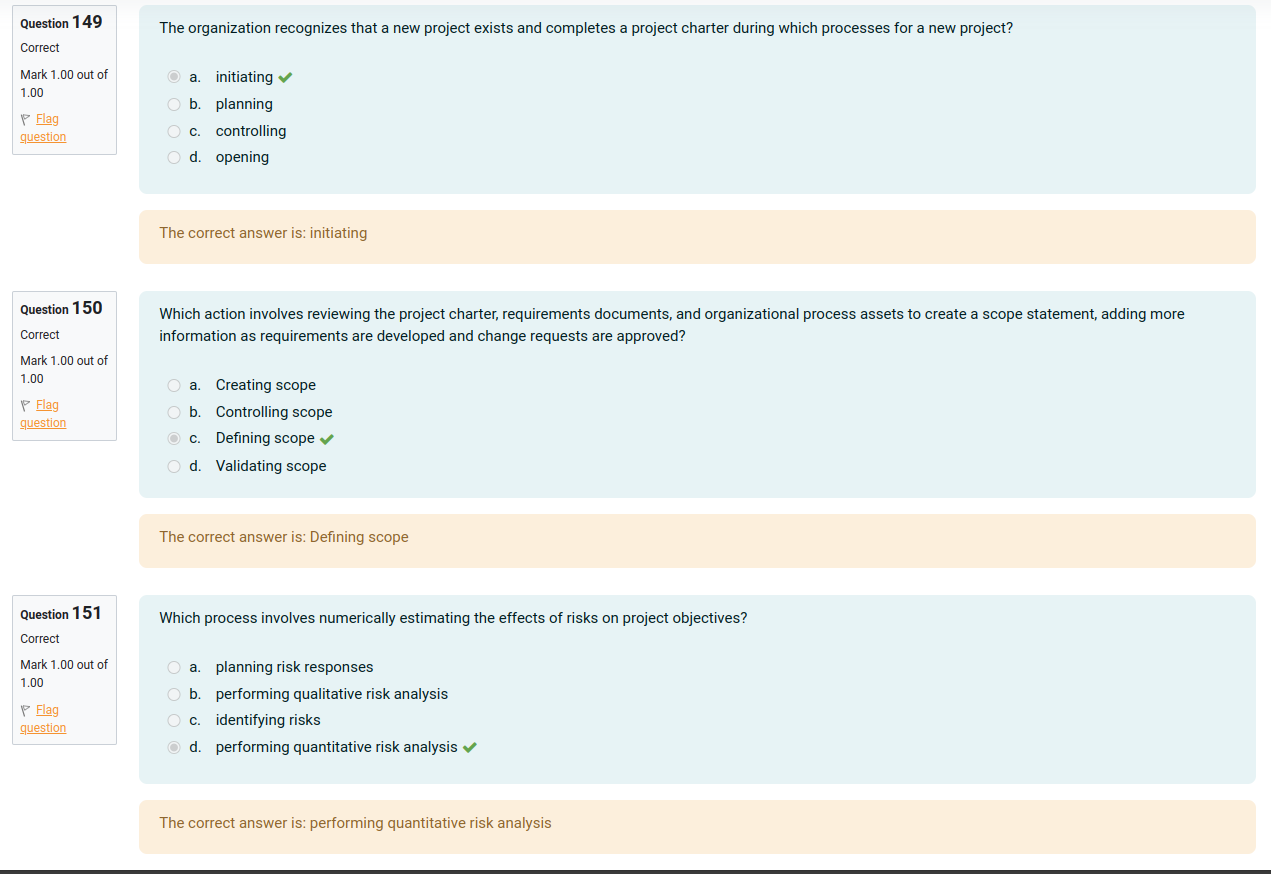 Question 149
Correct
Mark 1.00 out of
1.00
Flag
question
The organization recognizes that a new project exists and completes a project charter during which processes for a new project?
a. initiating
b. planning
c. controlling
d. opening
The correct answer is: initiating
Question 150
Correct
Mark 1.00 out of
1.00
Flag
question
Which action involves reviewing the project charter, requirements documents, and organizational process assets to create a scope statement, adding more
information as requirements are developed and change requests are approved?
a. Creating scope
b. Controlling scope
c. Defining scope
d. Validating scope
The correct answer is: Defining scope
Question 151
Correct
Mark 1.00 out of
1.00
Flag
question
Which process involves numerically estimating the effects of risks on project objectives?
a. planning risk responses
b. performing qualitative risk analysis
c. identifying risks
d. performing quantitative risk analysis
The correct answer is: performing quantitative risk analysis